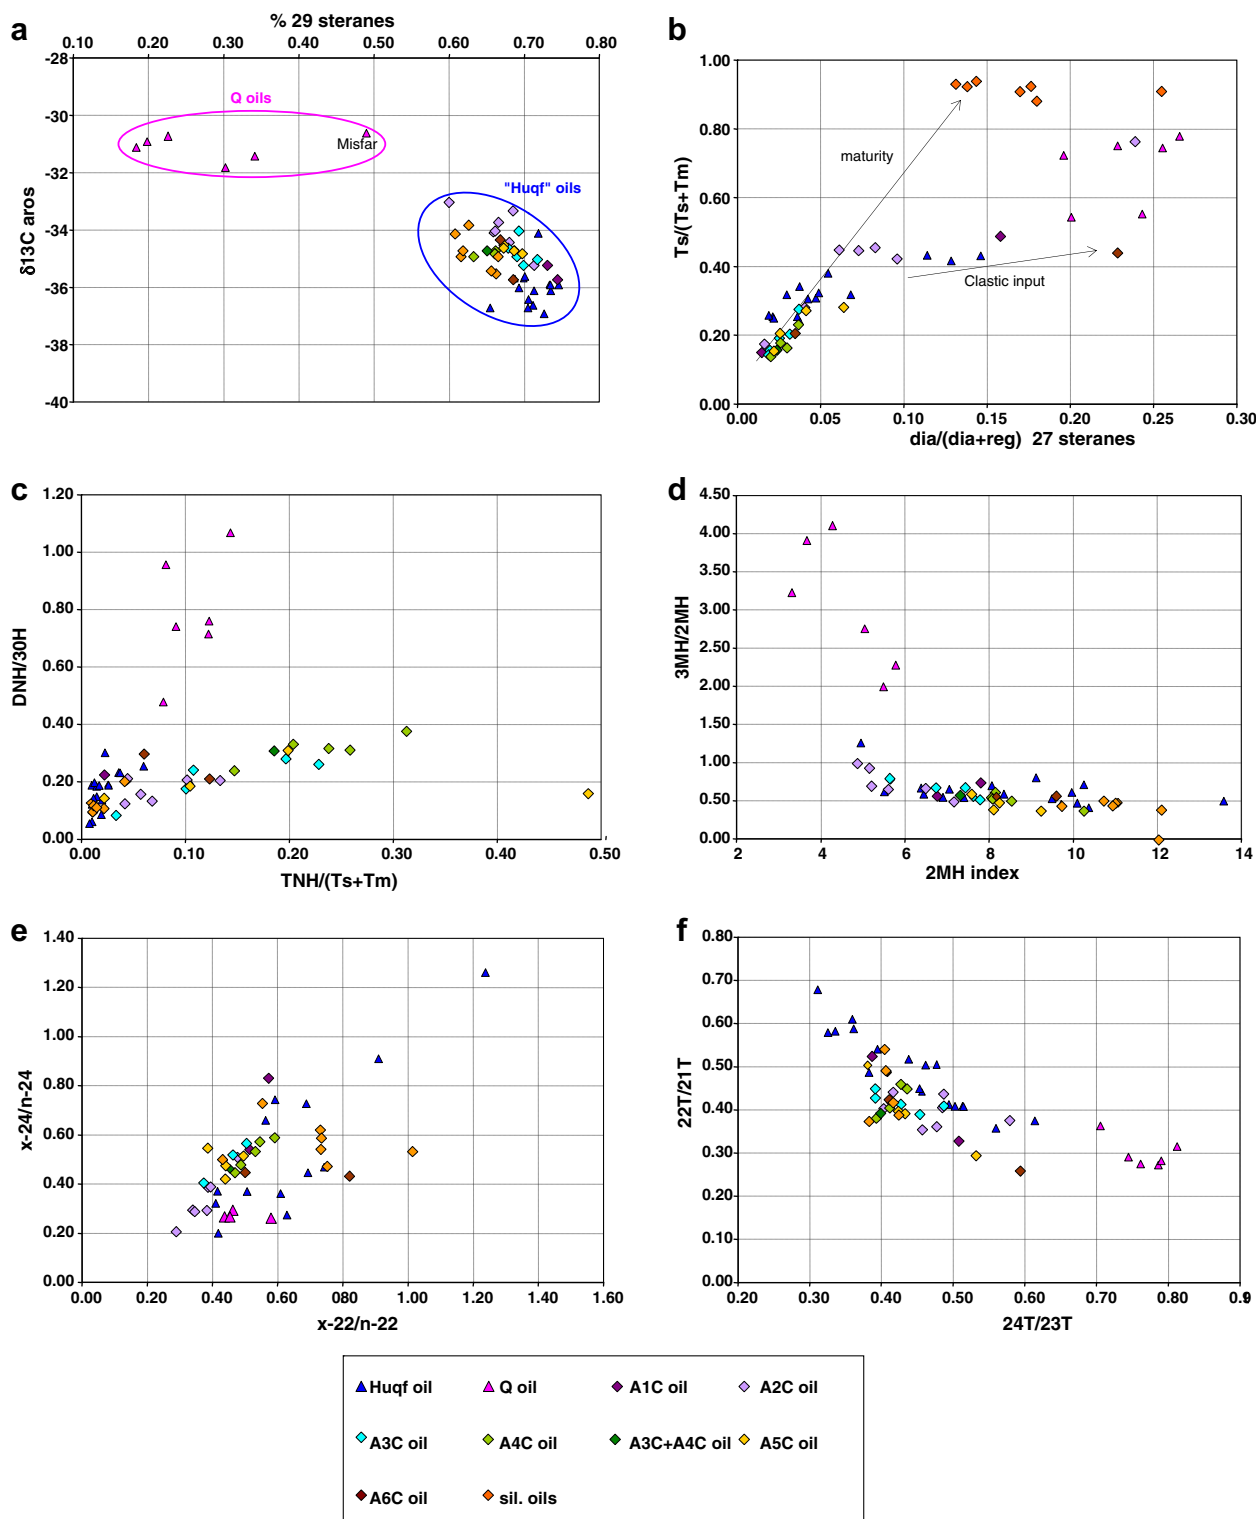 a
% 29 steranes
0.10 0.20 0.30 0.40 0.50 0.60 0.70 0.80
-28
-30
-32
-34
-36
-38
-40
δ13C aros
Q oils
Misfar
"Huqf" oils
b
1.00
0.80
0.60
0.40
0.20
0.00
Ts/(Ts+Tm)
maturity
Clastic input
0.00 0.05 0.10 0.15 0.20 0.25 0.30
dia/(dia+reg) 27 steranes
c
1.20
1.00
0.80
0.60
0.40
0.20
0.00
DNH/30H
0.00 0.10 0.20 0.30 0.40 0.50
TNH/(Ts+Tm)
d
4.50
4.00
3.50
3.00
2.50
2.00
1.50
1.00
0.50
0.00
3MH/2MH
2 4 6 8 10 12 14
2MH index
e
1.40
1.20
1.00
0.80
0.60
0.40
0.20
0.00
x-24/n-24
0.00 0.20 0.40 0.60 0.80 1.00 1.20 1.40 1.60
x-22/n-22
f
0.80
0.70
0.60
0.50
0.40
0.30
0.20
0.10
0.00
22T/21T
0.20 0.30 0.40 0.50 0.60 0.70 0.80
24T/23T
Huqf oil Q oil A1C oil A2C oil
A3C oil A4C oil A3C+A4C oil A5C oil
A6C oil sil. oils